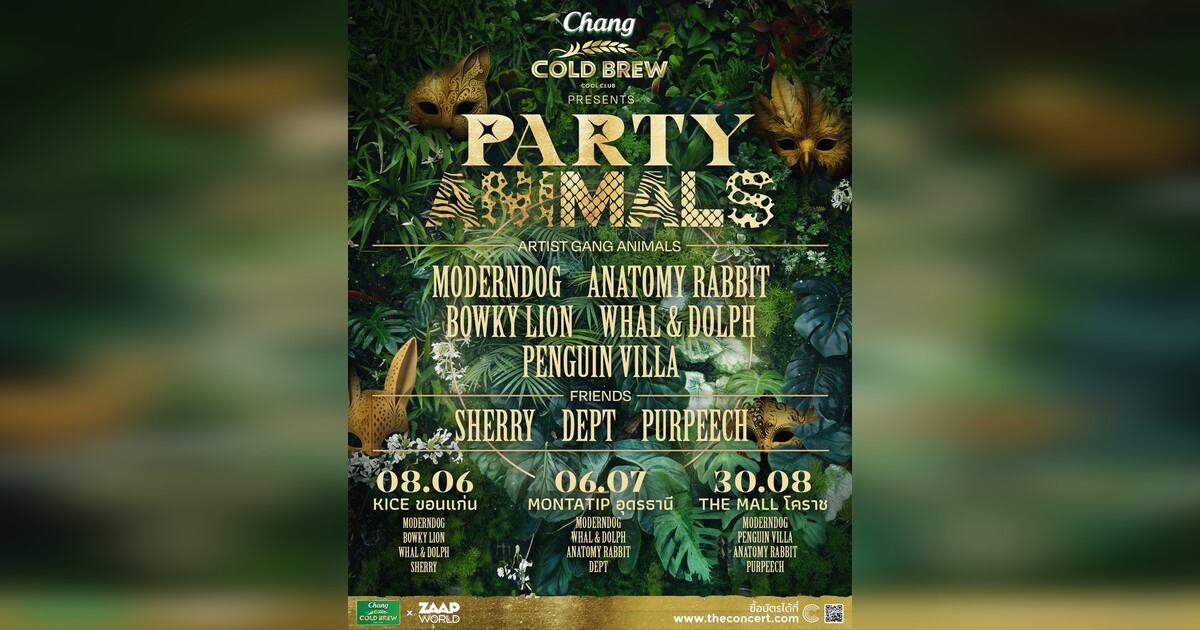 Chang
COLD BREW
COOL CLUB
PRESENTS
PARTY
ANIMALS
ARTIST GANG ANIMALS
MODERNDOG ANATOMY RABBIT
BOWKY LION WHAL & DOLPH
PENGUIN VILLA
FRIENDS
SHERRY DEPT PURPEECH
08.06
KICE ขอนแก่น
MODERNDOG
BOWKY LION
WHAL & DOLPH
SHERRY
06.07
MONTATIP อุดรธานี
MODERNDOG
WHAL & DOLPH
ANATOMY RABBIT
DEPT
30.08
THE MALL โคราช
MODERNDOG
PENGUIN VILLA
ANATOMY RABBIT
PURPEECH
Chang
COLD BREW
×
ZAAP
WORLD
ซื้อบัตรได้ที่
www.theconcert.com